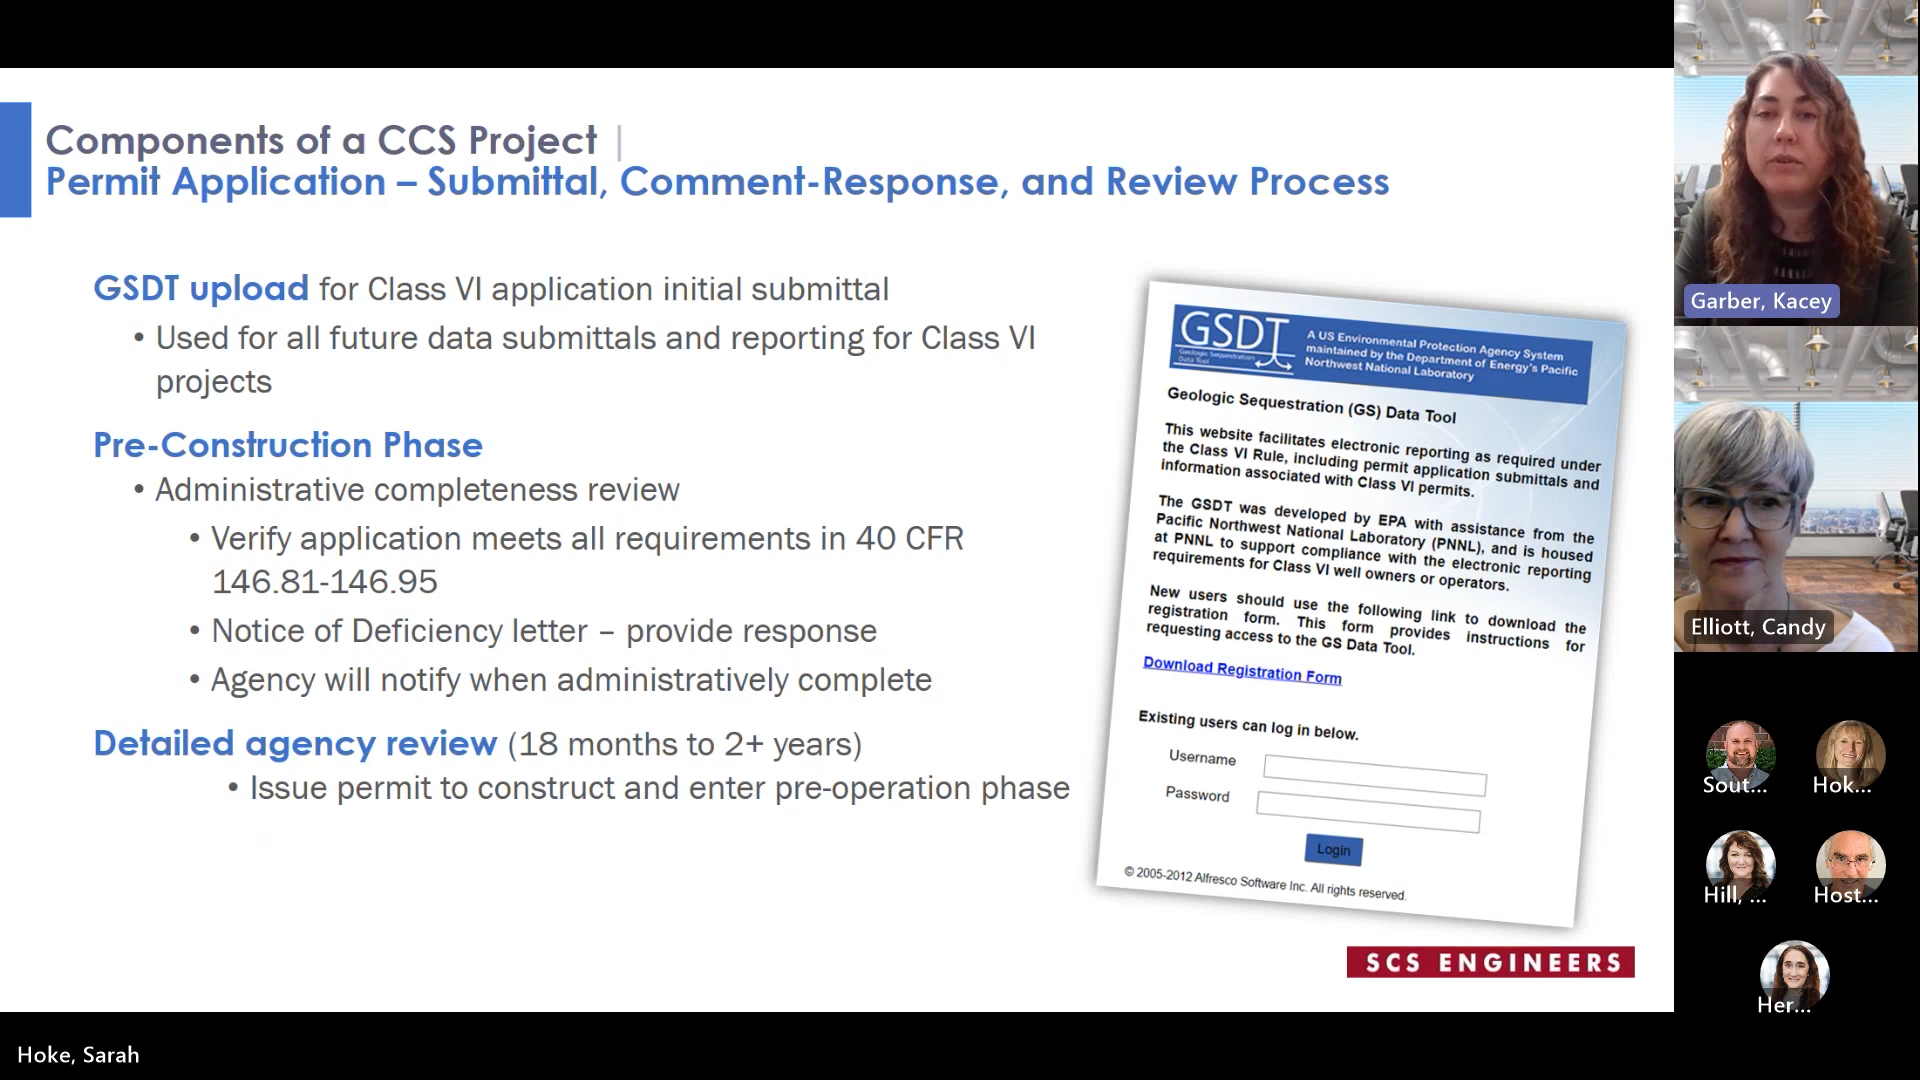 Components of a CCS Project |
Permit Application – Submittal, Comment-Response, and Review Process
GSDT upload for Class VI application initial submittal
• Used for all future data submittals and reporting for Class VI
projects
Pre-Construction Phase
• Administrative completeness review
• Verify application meets all requirements in 40 CFR
146.81-146.95
• Notice of Deficiency letter – provide response
• Agency will notify when administratively complete
Detailed agency review (18 months to 2+ years)
• Issue permit to construct and enter pre-operation phase
GSDT
Geologic Sequestration
Data Tool
A US Environmental Protection Agency System
maintained by the Department of Energy's Pacific
Northwest National Laboratory
Geologic Sequestration (GS) Data Tool
This website facilitates electronic reporting as required under
the Class VI Rule, including permit application submittals and
information associated with Class VI permits.
The GSDT was developed by EPA with assistance from the
Pacific Northwest National Laboratory (PNNL), and is housed
at PNNL to support compliance with the electronic reporting
requirements for Class VI well owners or operators.
New users should use the following link to download the
registration form. This form provides instructions for
requesting access to the GS Data Tool.
Download Registration Form
Existing users can log in below.
Username
Password
Login
© 2005-2012 Alfresco Software Inc. All rights reserved.
SCS ENGINEERS
Garber, Kacey
Elliott, Candy
Sout...
Hok...
Hill, ...
Host...
Her...
Hoke, Sarah